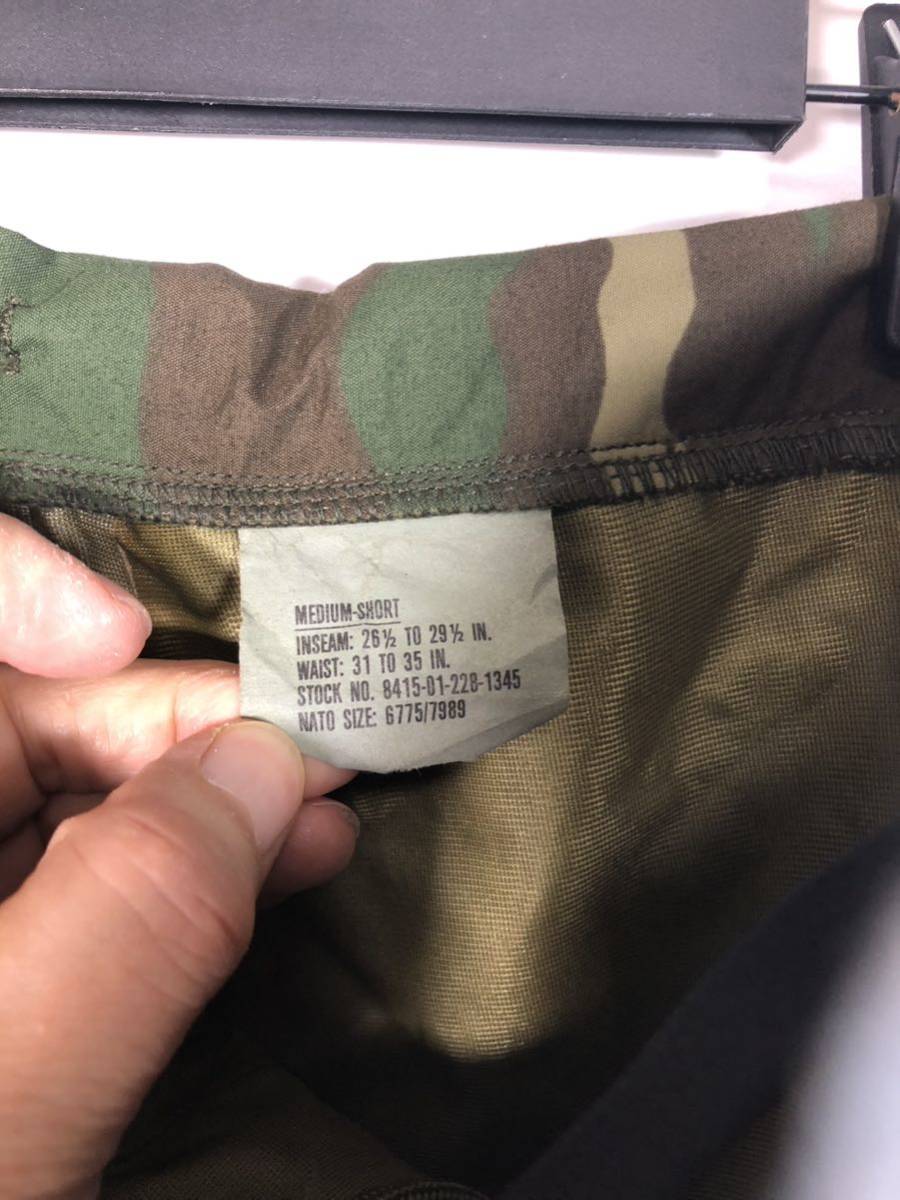 MEDIUM-SHORT
INSEAM: 26½ TO 29½ IN.
WAIST: 31 TO 35 IN.
STOCK NO. 8415-01-228-1345
NATO SIZE: 6775/7989